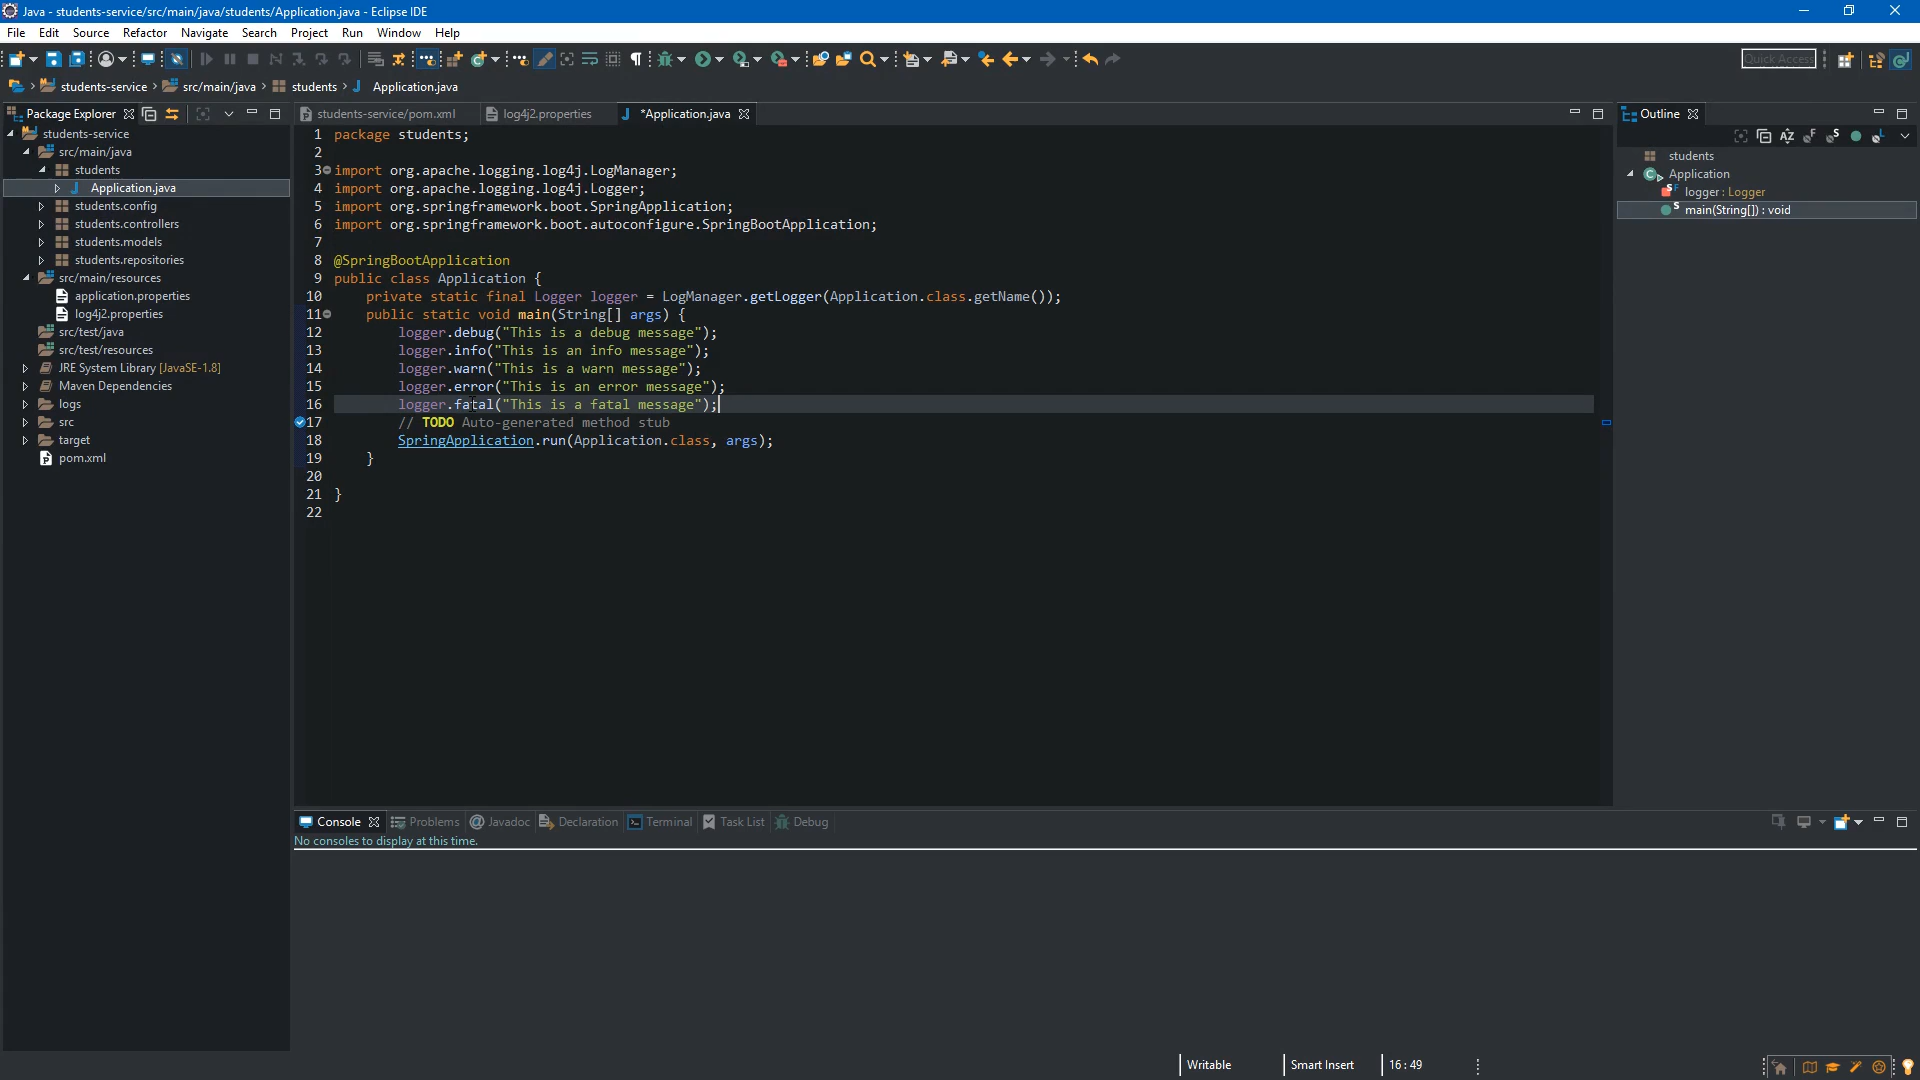 Java - students-service/src/main/java/students/Application.java - Eclipse IDE
File Edit Source Refactor Navigate Search Project Run Window Help
Quick Access
students-service src/main/java students J Application.java
Package Explorer
students-service
src/main/java
students
J Application.java
students.config
students.controllers
students.models
students.repositories
src/main/resources
application.properties
log4j2.properties
src/test/java
src/test/resources
JRE System Library [JavaSE-1.8]
Maven Dependencies
logs
src
target
pom.xml
students-service/pom.xml log4j2.properties J *Application.java
1 package students;
2
3 import org.apache.logging.log4j.LogManager;
4 import org.apache.logging.log4j.Logger;
5 import org.springframework.boot.SpringApplication;
6 import org.springframework.boot.autoconfigure.SpringBootApplication;
7
8 @SpringBootApplication
9 public class Application {
10 private static final Logger logger = LogManager.getLogger(Application.class.getName());
11 public static void main(String[] args) {
12 logger.debug("This is a debug message");
13 logger.info("This is an info message");
14 logger.warn("This is a warn message");
15 logger.error("This is an error message");
16 logger.fatal("This is a fatal message");
17 // TODO Auto-generated method stub
18 SpringApplication.run(Application.class, args);
19 }
20
21 }
22
Outline
students
Application
logger : Logger
main(String[]) : void
Console Problems @ Javadoc Declaration Terminal Task List Debug
No consoles to display at this time.
Writable Smart Insert 16:49